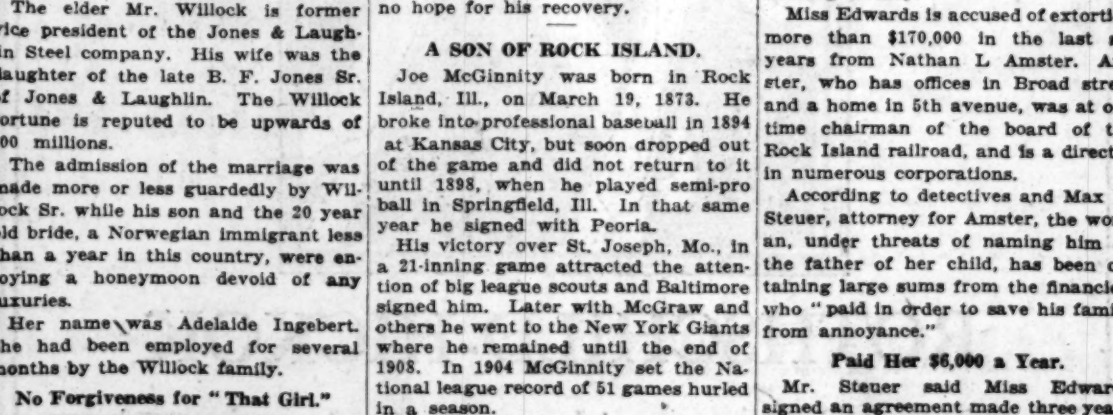 The elder Mr. Willock is former
vice president of the Jones & Laugh-
in Steel company. His wife was the
daughter of the late B. F. Jones Sr.
of Jones & Laughlin. The Willock
fortune is reputed to be upwards of
00 millions.
The admission of the marriage was
made more or less guardedly by Wil-
ock Sr. while his son and the 20 year
old bride, a Norwegian immigrant less
than a year in this country, were en-
oying a honeymoon devoid of any
luxuries.
Her name was Adelaide Ingebert.
She had been employed for several
months by the Willock family.
No Forgiveness for "That Girl."
no hope for his recovery.
A SON OF ROCK ISLAND.
Joe McGinnity was born in Rock
Island, Ill., on March 19, 1873. He
broke into professional baseball in 1894
at Kansas City, but soon dropped out
of the game and did not return to it
until 1898, when he played semi-pro
ball in Springfield, Ill. In that same
year he signed with Peoria.
His victory over St. Joseph, Mo., in
a 21-inning game attracted the atten-
tion of big league scouts and Baltimore
signed him. Later with McGraw and
others he went to the New York Giants
where he remained until the end of
1908. In 1904 McGinnity set the Na-
tional league record of 51 games hurled
in a season.
Miss Edwards is accused of extorti
more than $170,000 in the last
years from Nathan L Amster. A
ster, who has offices in Broad stre
and a home in 5th avenue, was at o
time chairman of the board of t
Rock Island railroad, and is a direct
in numerous corporations.
According to detectives and Max
Steuer, attorney for Amster, the wo
an, under threats of naming him
the father of her child, has been o
taining large sums from the financie
who "paid in order to save his fami
from annoyance."
Paid Her $6,000 a Year.
Mr. Steuer said Miss Edwar
signed an agreement made three yea